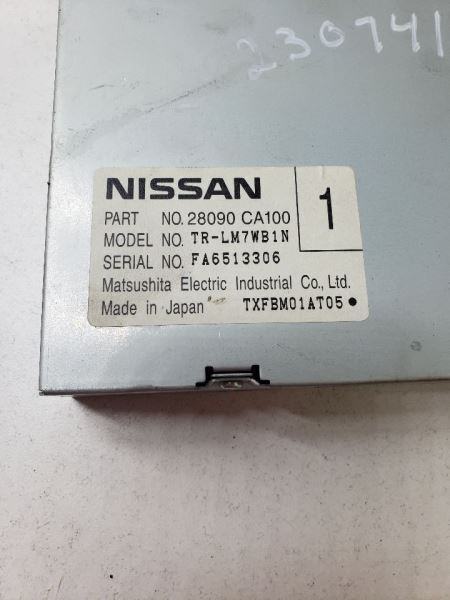 230741
NISSAN
1
PART NO. 28090 CA100
MODEL NO. TR-LM7WB1N
SERIAL NO. FA6513306
Matsushita Electric Industrial Co., Ltd.
Made in Japan TXFBM01AT05●